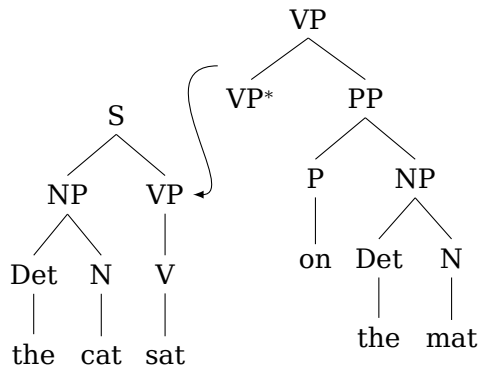 VP
VP* PP
S
NP VP
P NP
Det N V
on Det N
the cat sat
the mat